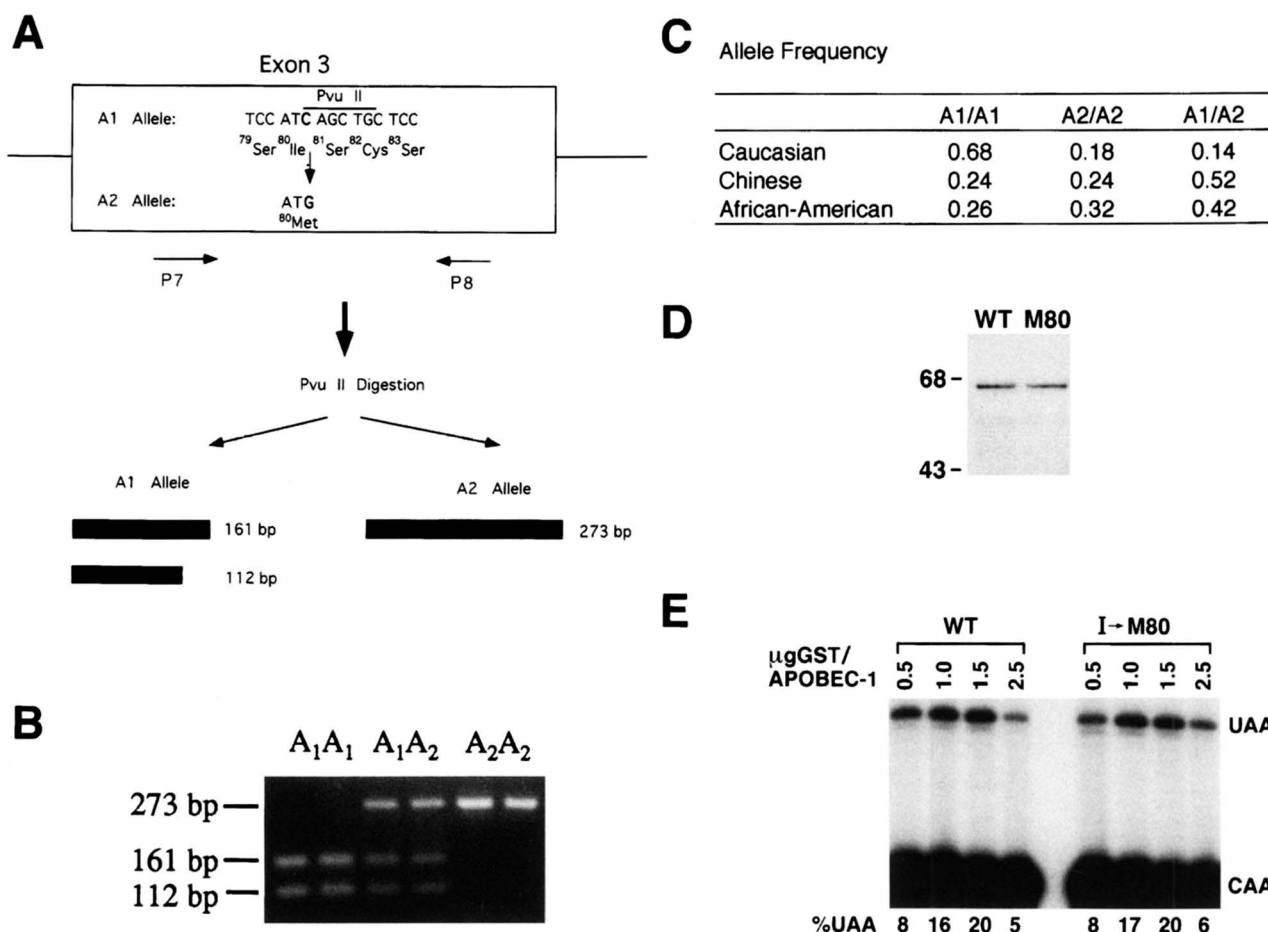 A
Exon 3
Pvu II
A1 Allele: TCC ATC AGC TGC TCC
79Ser 80Ile 81Ser 82Cys 83Ser
A2 Allele: ATG
80Met
P7
P8
Pvu II Digestion
A1 Allele
A2 Allele
161 bp
273 bp
112 bp
B
A1A1 A1A2 A2A2
273 bp
161 bp
112 bp
C
Allele Frequency
A1/A1 A2/A2 A1/A2
Caucasian 0.68 0.18 0.14
Chinese 0.24 0.24 0.52
African-American 0.26 0.32 0.42
D
WT M80
68
43
E
WT I→M80
µgGST/
APOBEC-1
0.5 1.0 1.5 2.5 0.5 1.0 1.5 2.5
UAA
CAA
%UAA 8 16 20 5 8 17 20 6